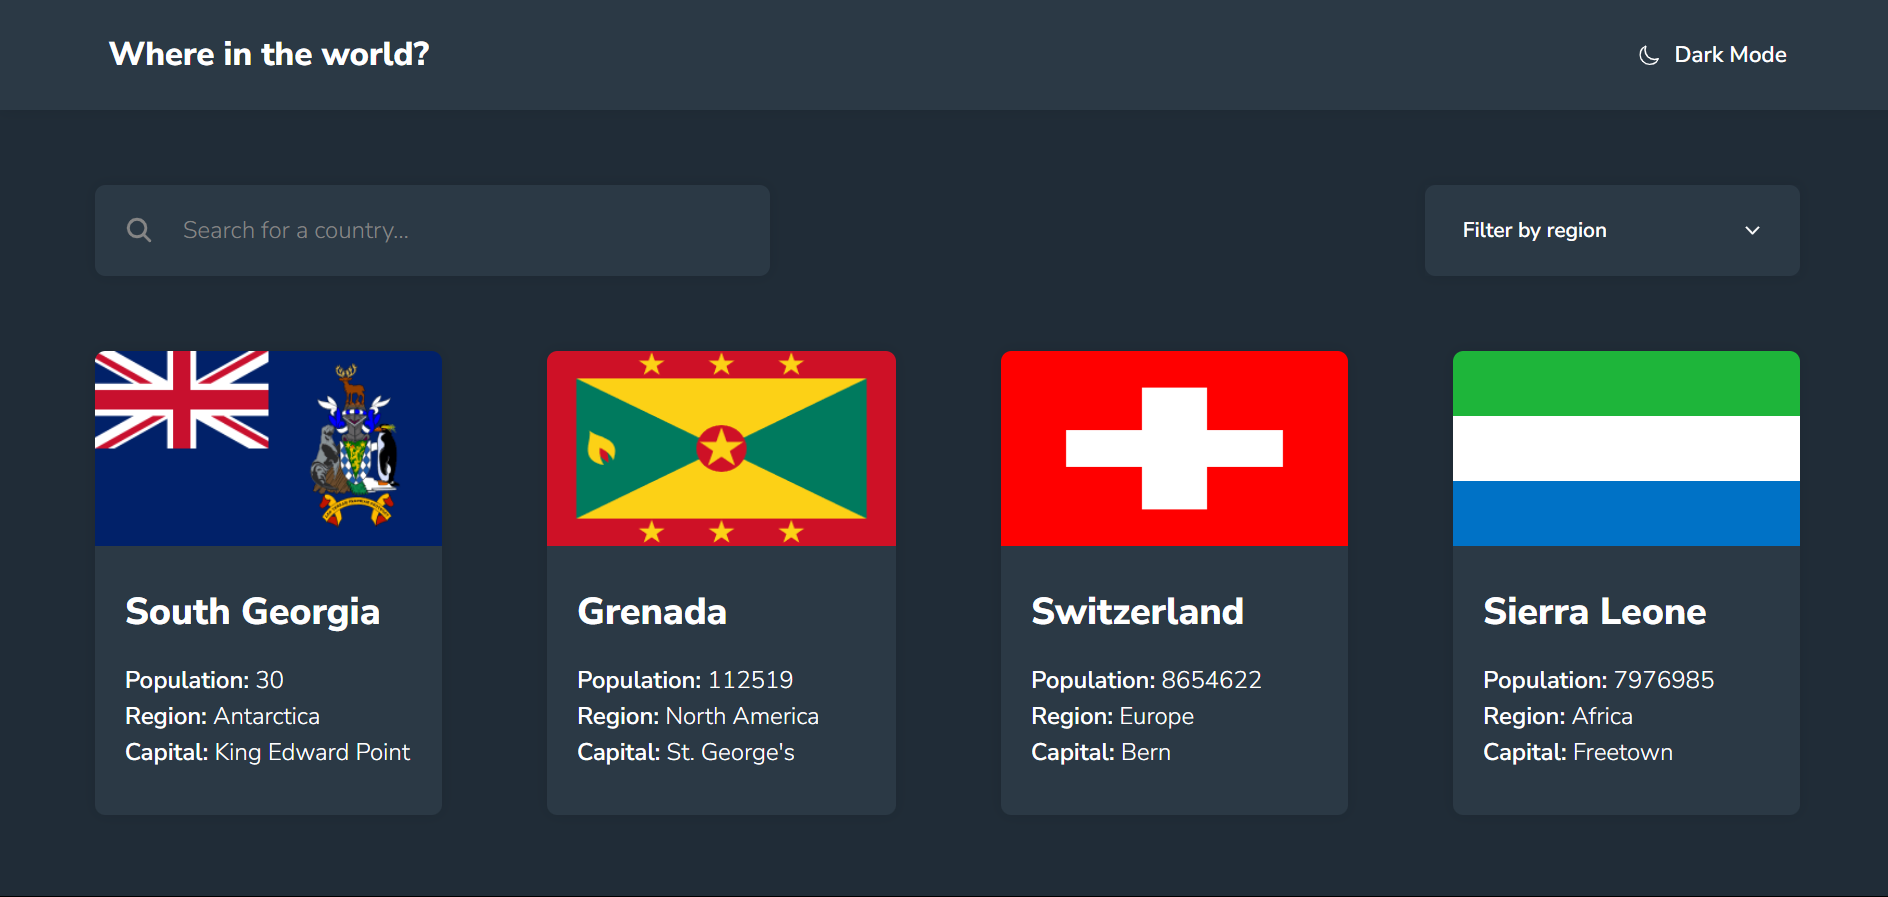 Where in the world?
Dark Mode
Search for a country...
Filter by region
South Georgia
Population: 30
Region: Antarctica
Capital: King Edward Point
Grenada
Population: 112519
Region: North America
Capital: St. George's
Switzerland
Population: 8654622
Region: Europe
Capital: Bern
Sierra Leone
Population: 7976985
Region: Africa
Capital: Freetown